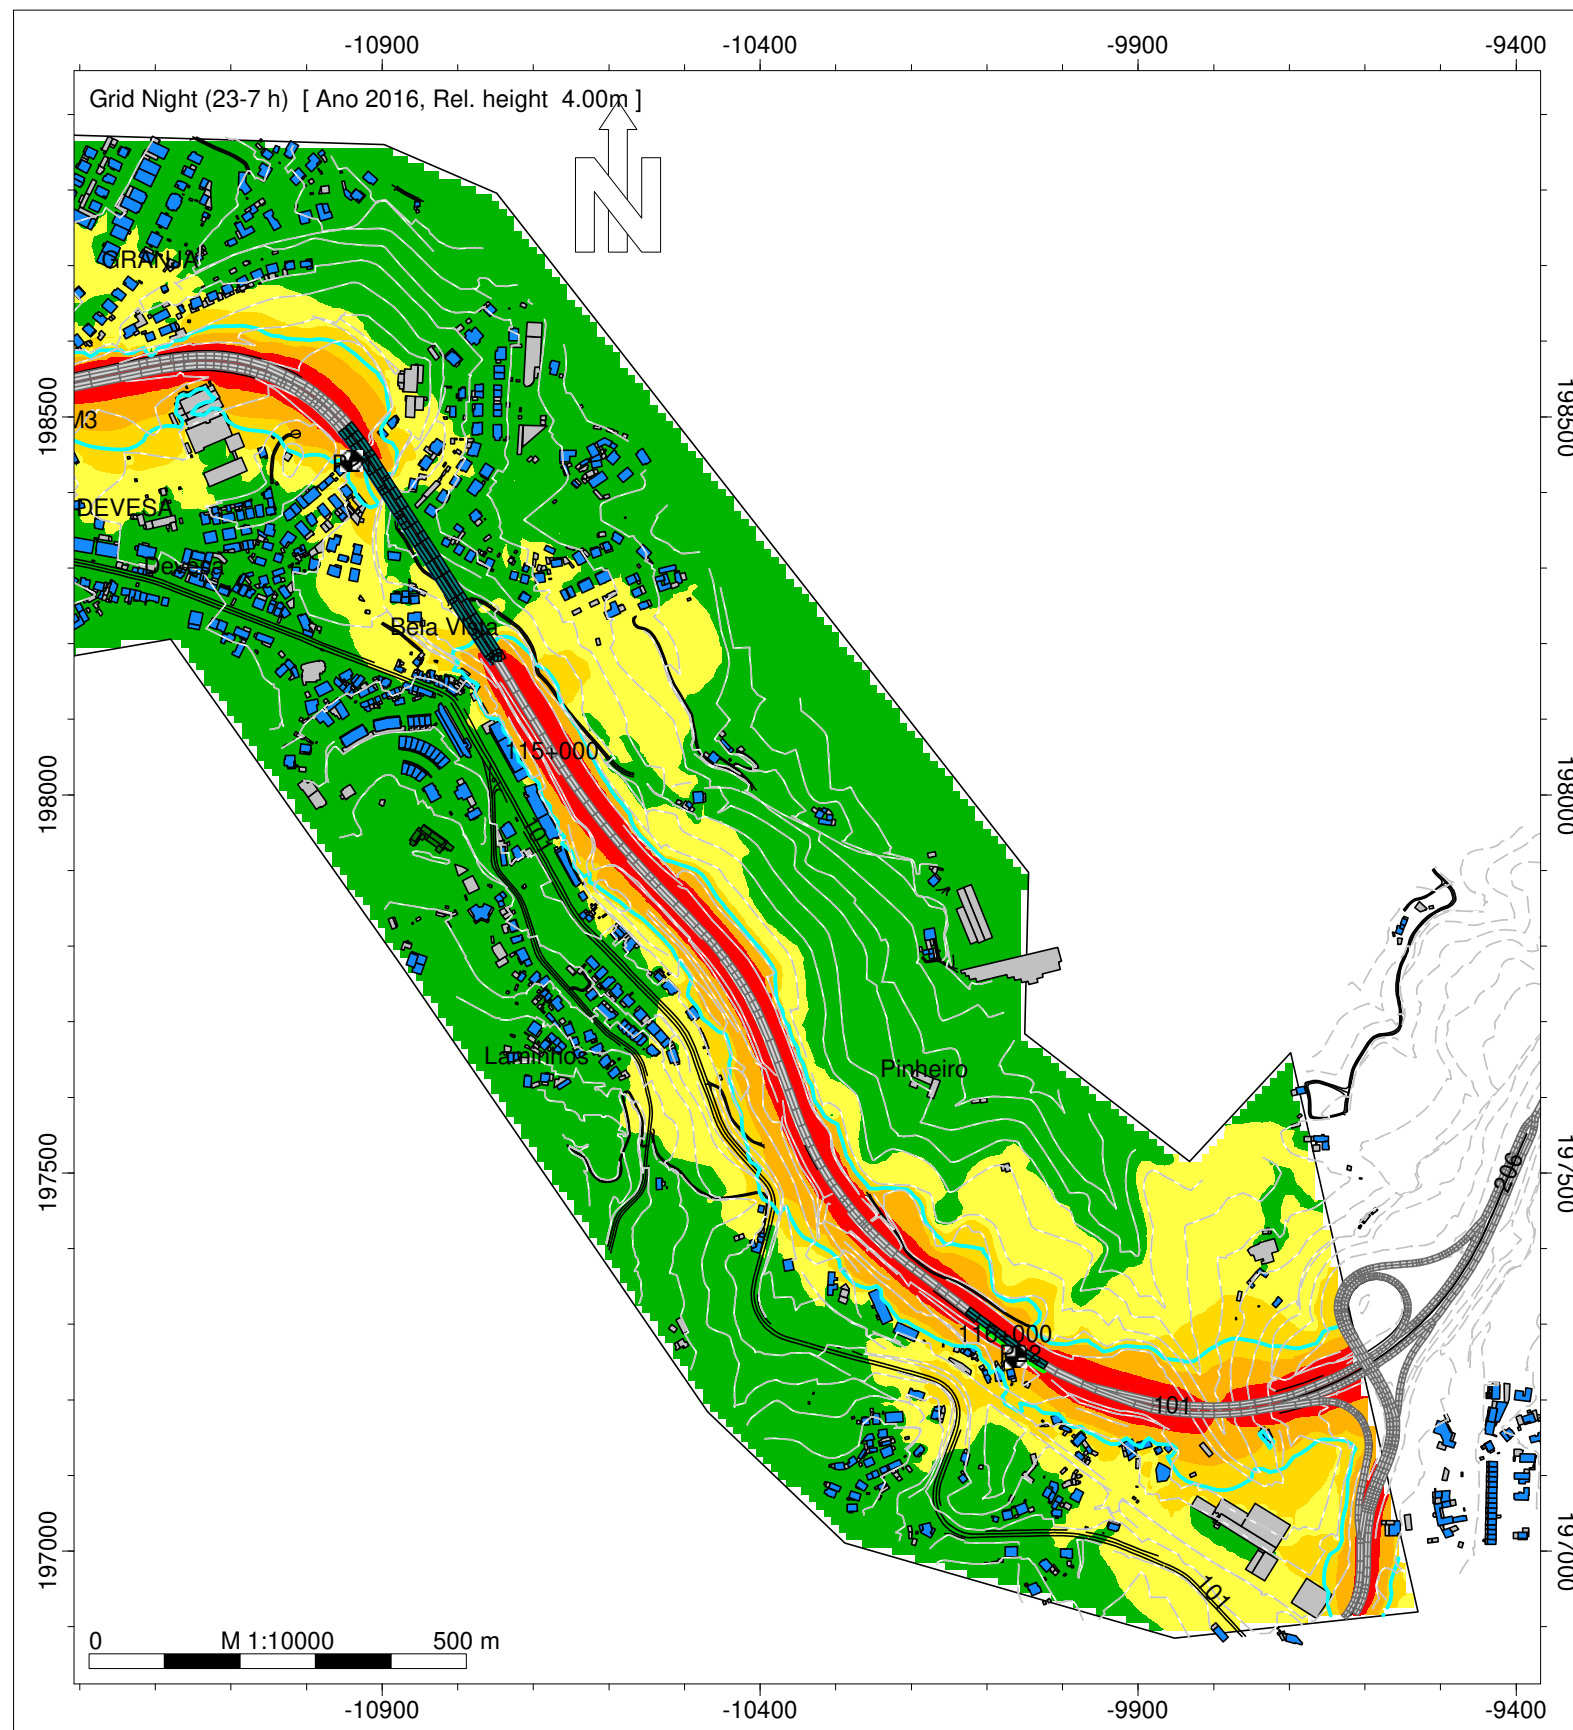 -10900 -10400 -9900 -9400
Grid Night (23-7 h) [ Ano 2016, Rel. height 4.00m ]
N
GRANJA
198500 198500
DEVESA
Devesa
Bela Vista
115+000
198000 198000
101
Laminhos
Pinheiro
197500 197500
206
116+000
101
197000 197000
101
0 M 1:10000 500 m
-10900 -10400 -9900 -9400